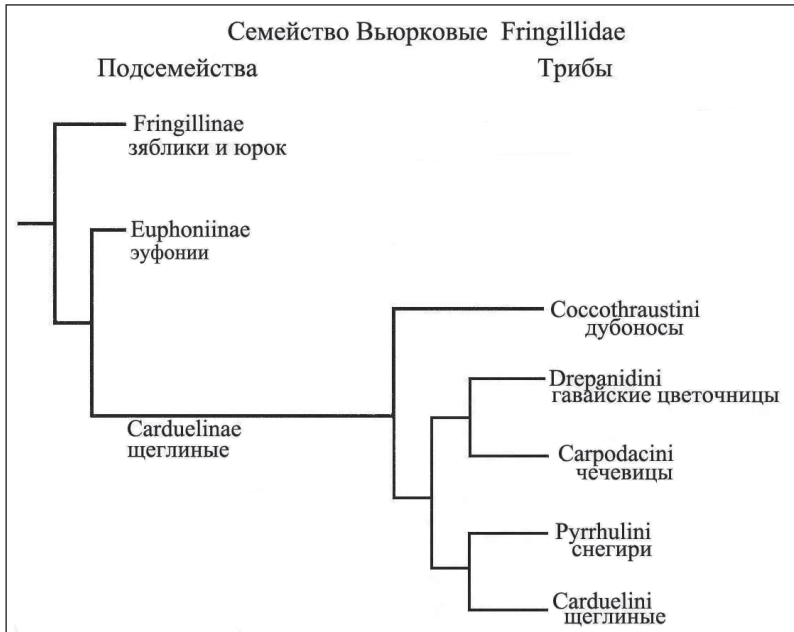 Семейство Вьюрковые Fringillidae
Подсемейства
Трибы
Fringillinae
зяблики и юрок
Euphoniinae
эуфонии
Coccothraustini
дубоносы
Drepanidini
гавайские цветочницы
Carduelinae
щеглиные
Carpodacini
чечевицы
Pyrrhulini
снегири
Carduelini
щеглиные